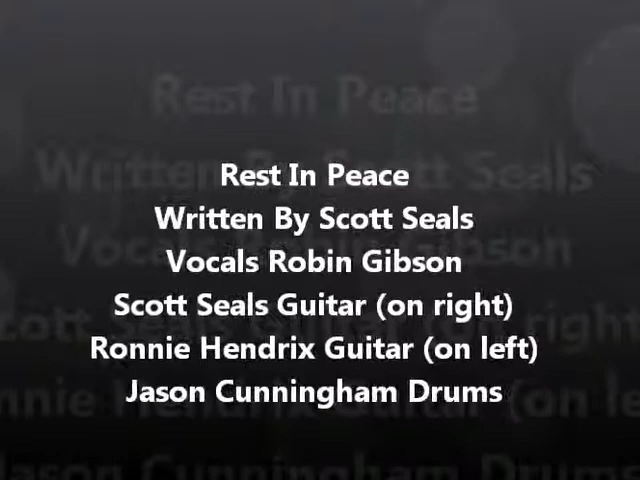 Rest In Peace
Written By Scott Seals
Vocals Robin Gibson
Scott Seals Guitar (on right)
Ronnie Hendrix Guitar (on left)
Jason Cunningham Drums